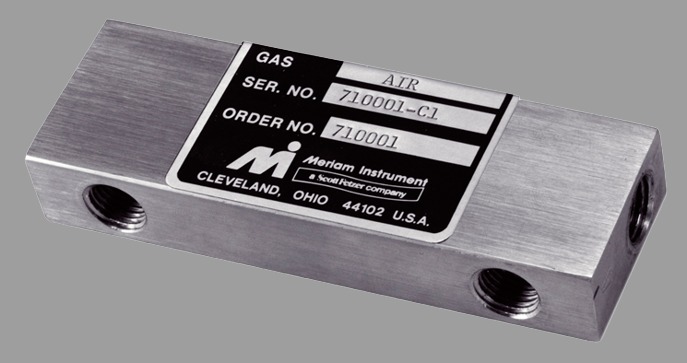 GAS AIR
SER. NO. 710001-C1
ORDER NO. 710001
Meriam Instrument
a Scott Fetzer company
CLEVELAND, OHIO 44102 U.S.A.